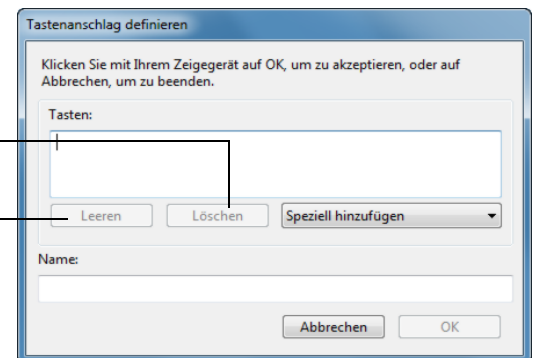 Tastenanschlag definieren
Klicken Sie mit Ihrem Zeigegerät auf OK, um zu akzeptieren, oder auf
Abbrechen, um zu beenden.
Tasten:
Leeren Löschen Speziell hinzufügen
Name:
Abbrechen OK